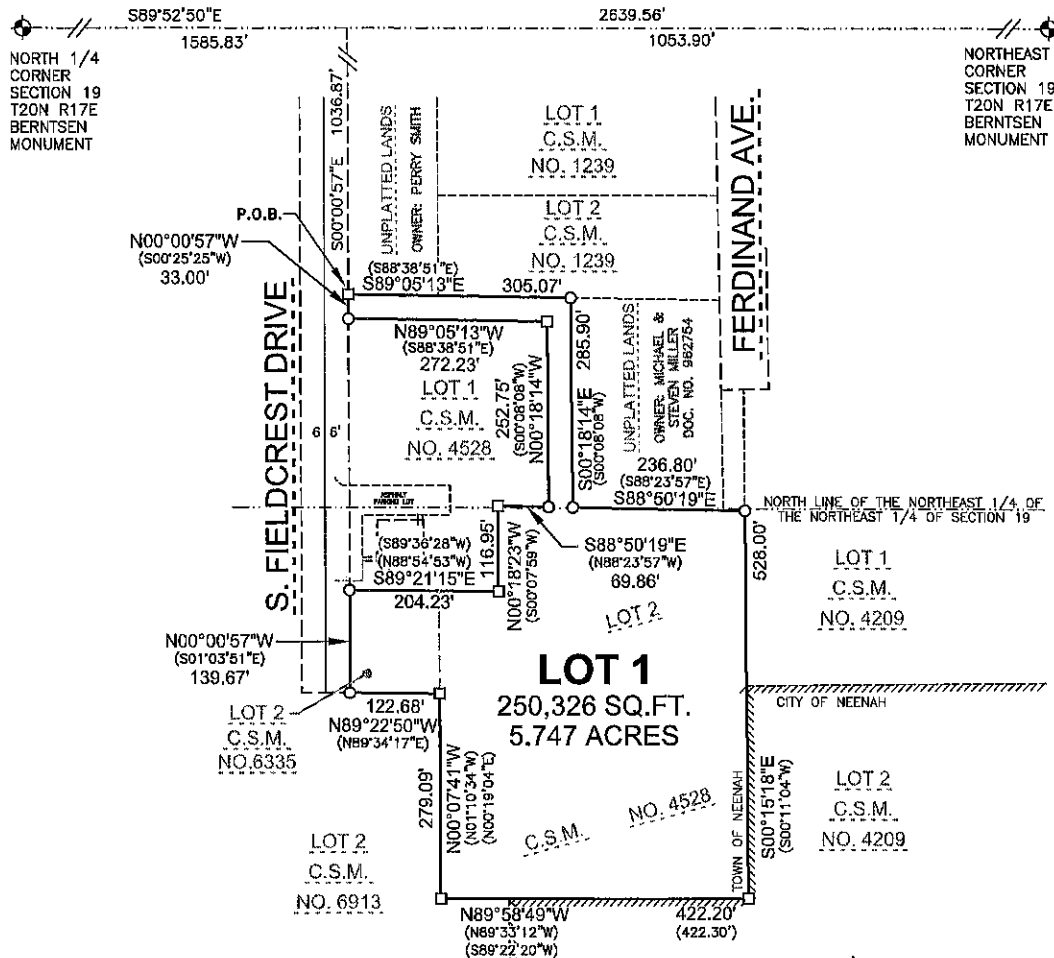 S89°52'50"E
2639.56'
1585.83'
1053.90'
NORTH 1/4
CORNER
SECTION 19
T20N R17E
BERNTSEN
MONUMENT
NORTHEAST
CORNER
SECTION 19
T20N R17E
BERNTSEN
MONUMENT
S00°00'57"E 1036.87'
UNPLATTED LANDS
OWNER: PERRY SMITH
LOT 1
C.S.M.
NO. 1239
LOT 2
C.S.M.
NO. 1239
FERDINAND AVE.
P.O.B.
N00°00'57"W
(S00°25'25"W)
33.00'
(S88°38'51"E)
S89°05'13"E 305.07'
N89°05'13"W
(S88°38'51"E)
272.23'
LOT 1
C.S.M.
NO. 4528
252.75'
(S00°08'08"W)
N00°18'14"W
285.90'
S00°18'14"E
(S00°08'08"W)
UNPLATTED LANDS
OWNER: MICHAEL &
STEVEN MILLER
DOC. NO. 982754
236.80'
(S88°23'57"E)
S88°50'19"E
S. FIELDCREST DRIVE
66'
ASPHALT
PARKING LOT
NORTH LINE OF THE NORTHEAST 1/4 OF
THE NORTHEAST 1/4 OF SECTION 19
(S89°36'28"W)
(N88°54'53"W)
S89°21'15"E
204.23'
116.95'
N00°18'23"W
(S00°07'59"W)
S88°50'19"E
(N88°23'57"W)
69.86'
LOT 2
528.00'
LOT 1
C.S.M.
NO. 4209
N00°00'57"W
(S01°03'51"E)
139.67'
LOT 1
250,326 SQ.FT.
5.747 ACRES
CITY OF NEENAH
LOT 2
C.S.M.
NO.6335
122.68'
N89°22'50"W
(N89°34'17"E)
279.09'
N00°07'41"W
(N01°10'34"W)
(N00°19'04"E)
C.S.M. NO. 4528
TOWN OF NEENAH
S00°15'18"E
(S00°11'04"W)
LOT 2
C.S.M.
NO. 4209
LOT 2
C.S.M.
NO. 6913
N89°58'49"W
(N89°33'12"W)
(S89°22'20"W)
422.20'
(422.30')